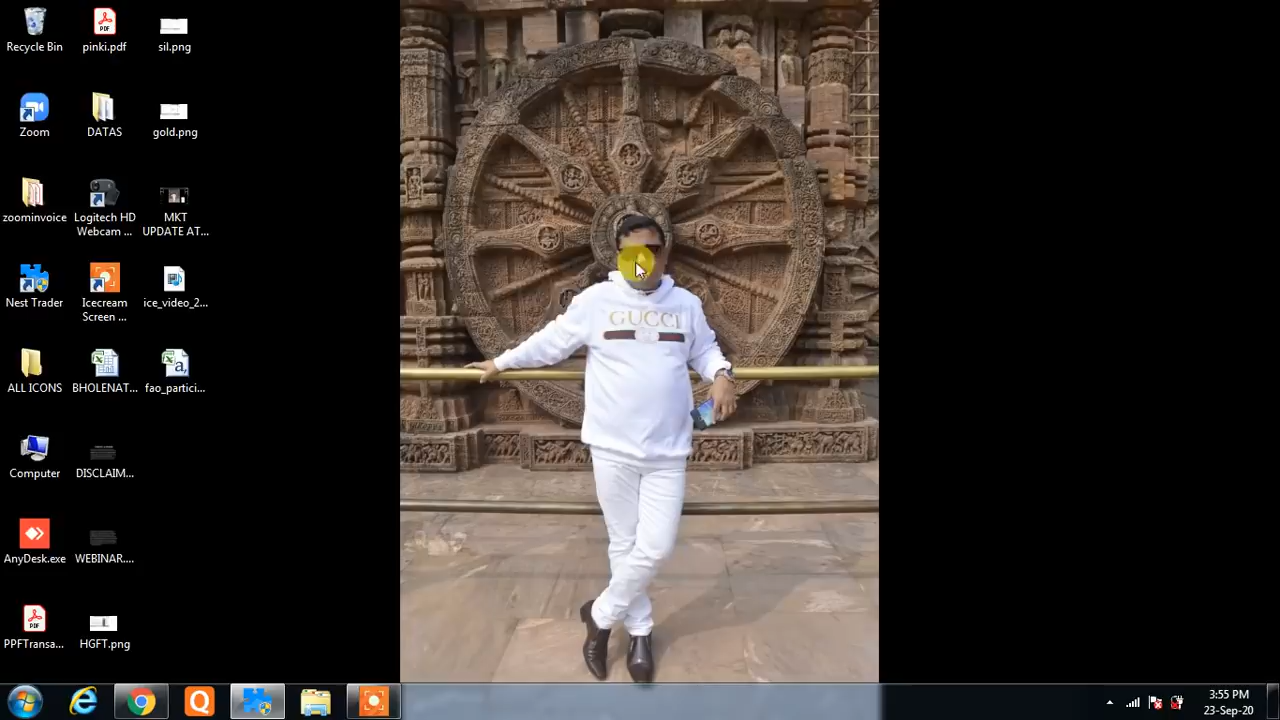 Recycle Bin
pinki.pdf
sil.png
Zoom
DATAS
gold.png
zoominvoice
Logitech HD
Webcam ...
MKT
UPDATE AT...
Nest Trader
Icecream
Screen ...
ice_video_2...
ALL ICONS
BHOLENAT...
fao_partici...
Computer
DISCLAIM...
AnyDesk.exe
WEBINAR....
PPFTransa...
HGFT.png
GUCCI
3:55 PM
23-Sep-20